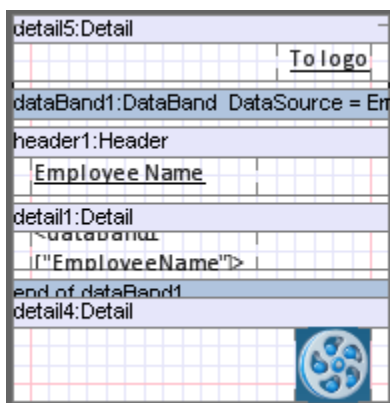 detail5:Detail
To logo
dataBand1:DataBand DataSource = Em
header1:Header
Employee Name
detail1:Detail
<dataBand1
["EmployeeName"]>
end of dataBand1
detail4:Detail